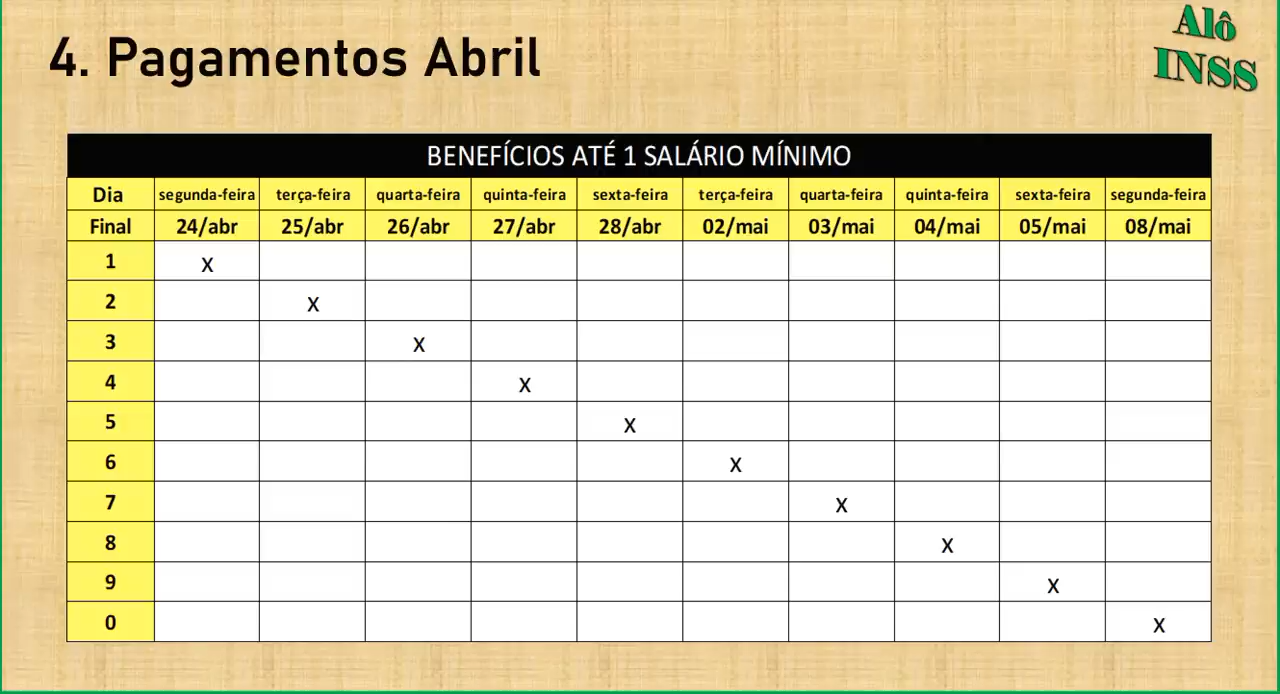 4. Pagamentos Abril
Alô
INSS
BENEFÍCIOS ATÉ 1 SALÁRIO MÍNIMO
Dia segunda-feira terça-feira quarta-feira quinta-feira sexta-feira terça-feira quarta-feira quinta-feira sexta-feira segunda-feira
Final 24/abr 25/abr 26/abr 27/abr 28/abr 02/mai 03/mai 04/mai 05/mai 08/mai
1 x
2 x
3 x
4 x
5 x
6 x
7 x
8 x
9 x
0 x